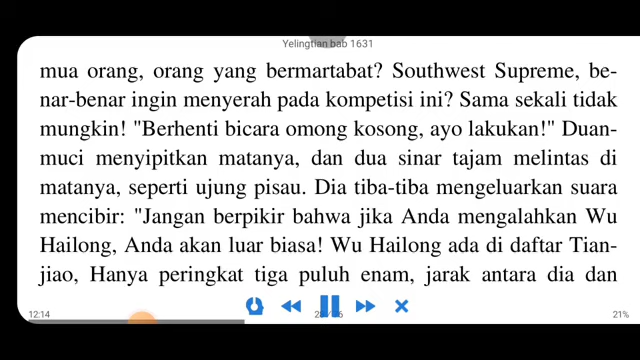 Yelingtian bab 1631
mua orang, orang yang bermartabat? Southwest Supreme, be-
nar-benar ingin menyerah pada kompetisi ini? Sama sekali tidak
mungkin! "Berhenti bicara omong kosong, ayo lakukan!" Duan-
muci menyipitkan matanya, dan dua sinar tajam melintas di
matanya, seperti ujung pisau. Dia tiba-tiba mengeluarkan suara
mencibir: "Jangan berpikir bahwa jika Anda mengalahkan Wu
Hailong, Anda akan luar biasa! Wu Hailong ada di daftar Tian-
jiao, Hanya peringkat tiga puluh enam, jarak antara dia dan
12:14
21%